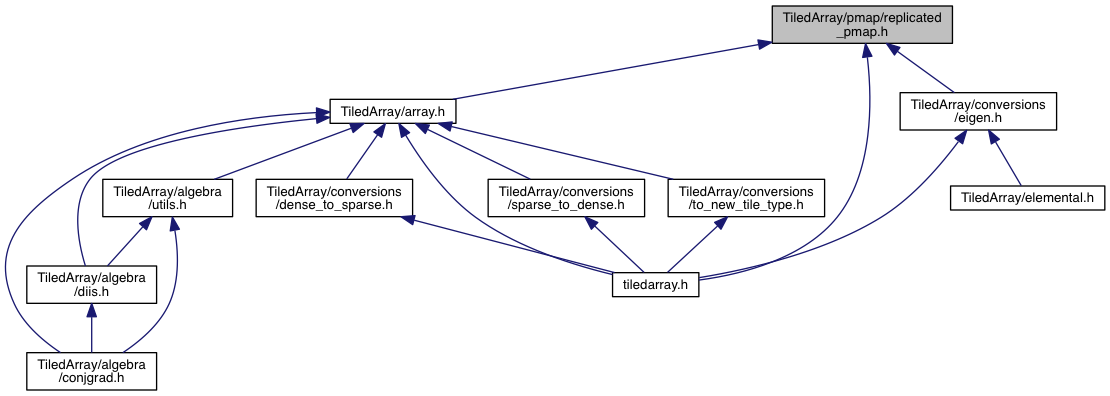 TiledArray/pmap/replicated
_pmap.h
TiledArray/array.h
TiledArray/conversions
/eigen.h
TiledArray/algebra
/utils.h
TiledArray/conversions
/dense_to_sparse.h
TiledArray/conversions
/sparse_to_dense.h
TiledArray/conversions
/to_new_tile_type.h
TiledArray/elemental.h
TiledArray/algebra
/diis.h
tiledarray.h
TiledArray/algebra
/conjgrad.h